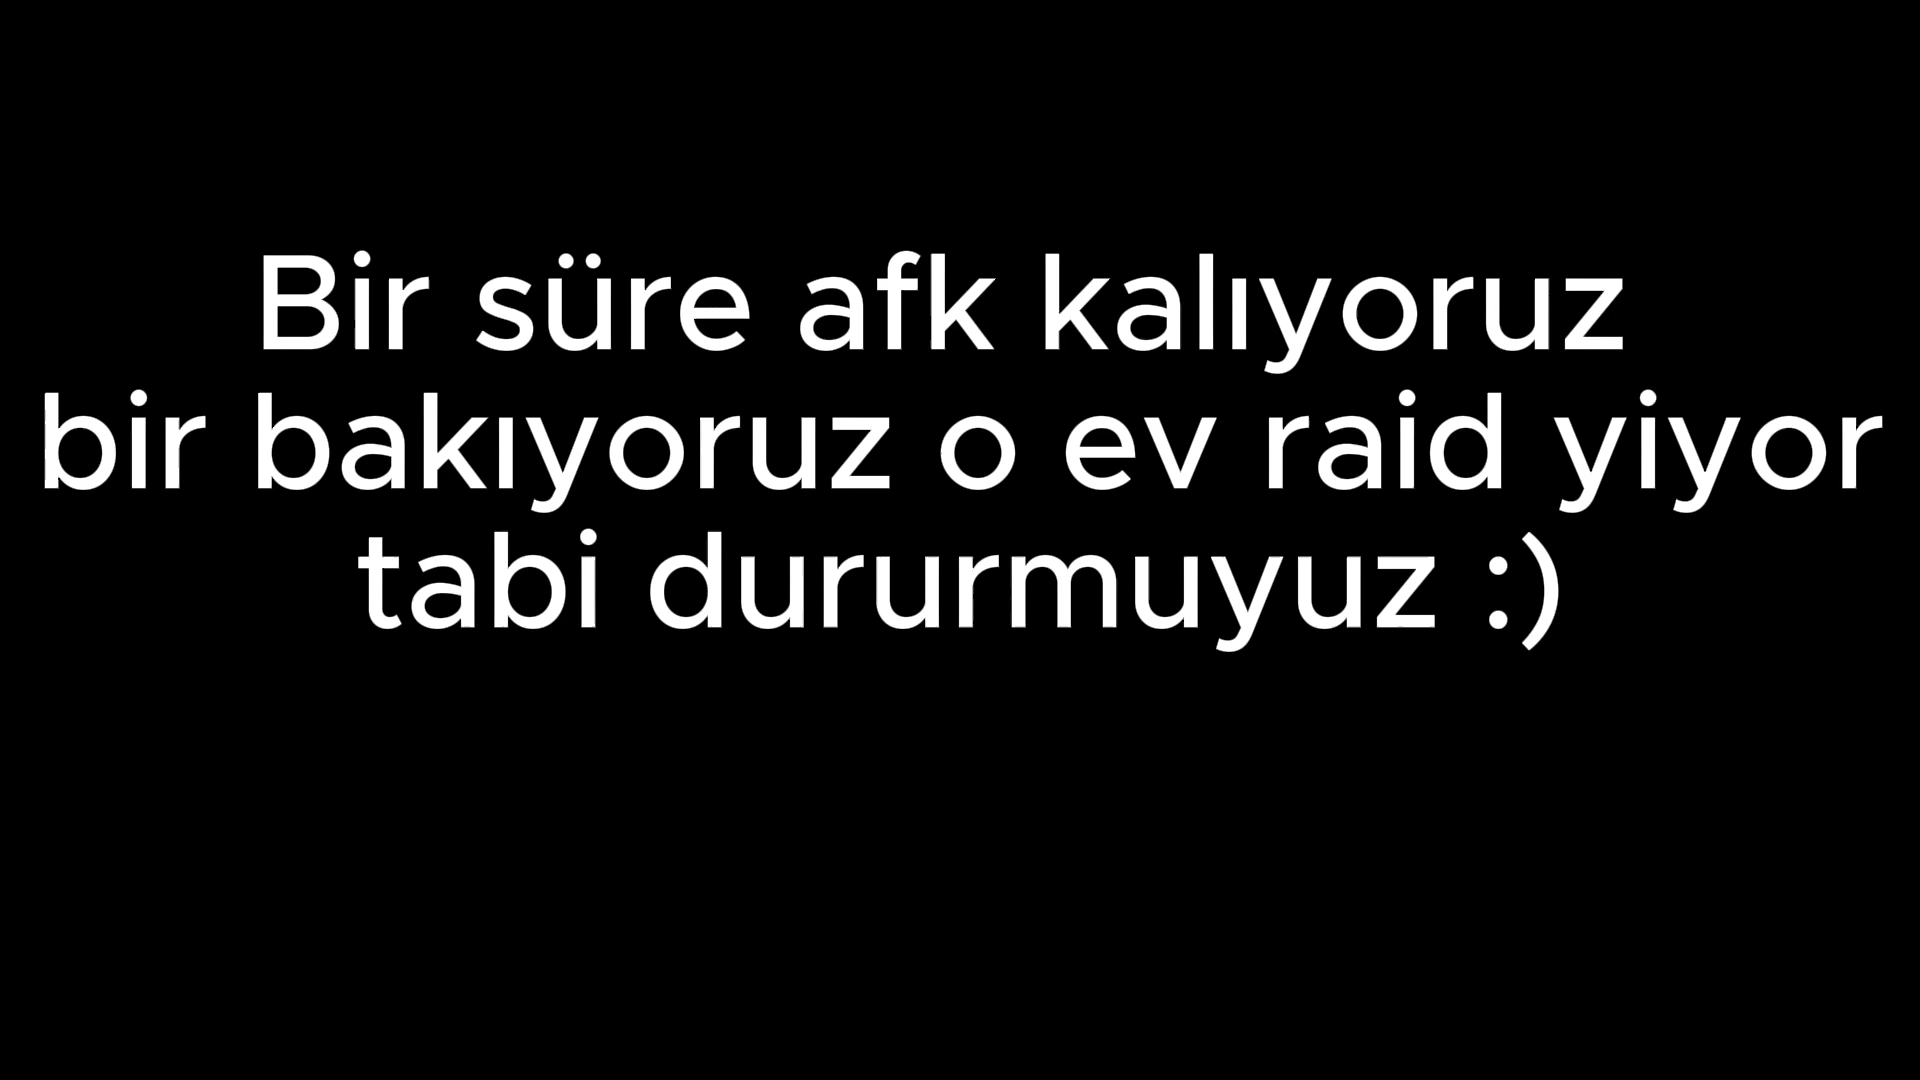 Bir süre afk kalıyoruz
bir bakıyoruz o ev raid yiyor
tabi dururmuyuz :)